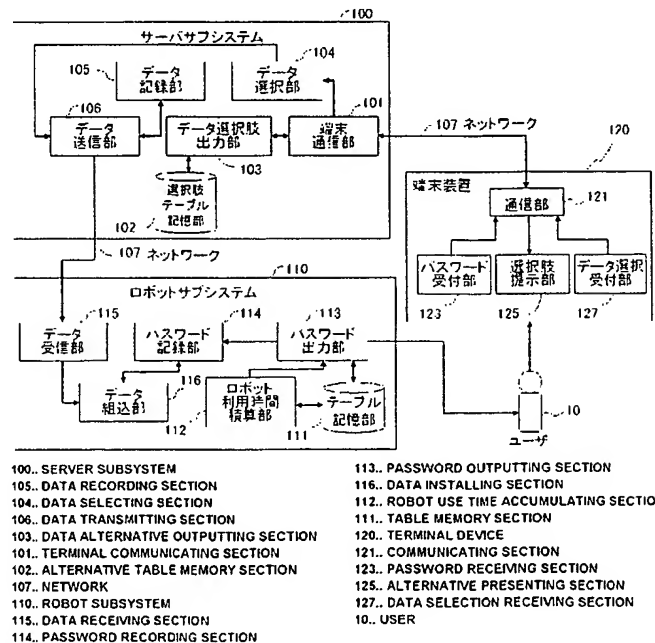 100
サーバサブシステム
104
105
データ
記録部
データ
選択部
106
101
データ
送信部
データ選択肢
出力部
端末
通信部
107 ネットワーク
103
120
選択肢
テーブル
記憶部
102
端末装置
通信部
121
107 ネットワーク
110
パスワード
受付部
選択肢
提示部
データ選択
受付部
123
125
127
ロボットサブシステム
115
114
113
データ
受信部
パスワード
記録部
パスワード
出力部
データ
組込部
116
ロボット
利用時間
積算部
112
テーブル
記憶部
111
10
ユーザ
100.. SERVER SUBSYSTEM
105.. DATA RECORDING SECTION
104.. DATA SELECTING SECTION
106.. DATA TRANSMITTING SECTION
103.. DATA ALTERNATIVE OUTPUTTING SECTION
101.. TERMINAL COMMUNICATING SECTION
102.. ALTERNATIVE TABLE MEMORY SECTION
107.. NETWORK
110.. ROBOT SUBSYSTEM
115.. DATA RECEIVING SECTION
114.. PASSWORD RECORDING SECTION
113.. PASSWORD OUTPUTTING SECTION
116.. DATA INSTALLING SECTION
112.. ROBOT USE TIME ACCUMULATING SECTIO
111.. TABLE MEMORY SECTION
120.. TERMINAL DEVICE
121.. COMMUNICATING SECTION
123.. PASSWORD RECEIVING SECTION
125.. ALTERNATIVE PRESENTING SECTION
127.. DATA SELECTION RECEIVING SECTION
10.. USER